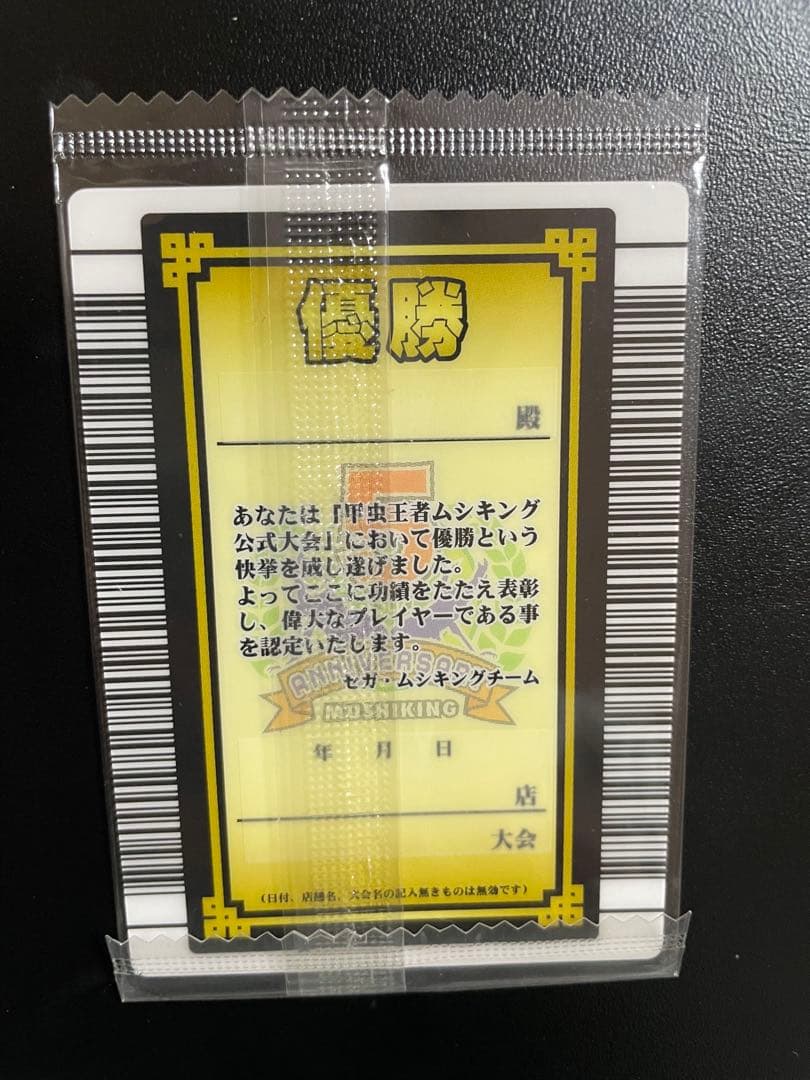 優勝
殿
5
あなたは「甲虫王者ムシキング
公式大会」において優勝という
快挙を成し遂げました。
よってここに功績をたたえ表彰
し、偉大なプレイヤーである事
を認定いたします。
セガ・ムシキングチーム
ANNIVERSARY
MUSHIKING
年 月 日
店
大会
(日付、店舗名、大会名の記入無きものは無効です)